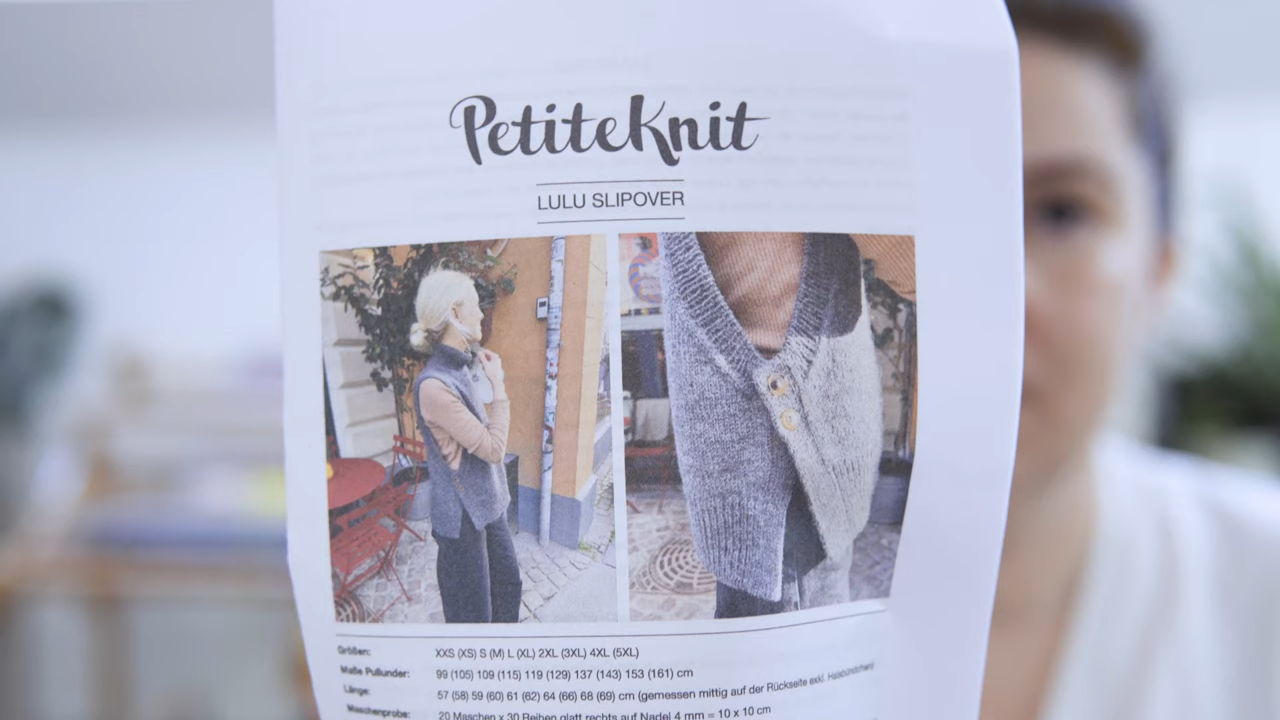 PetiteKnit
LULU SLIPOVER
Größen: XXS (XS) S (M) L (XL) 2XL (3XL) 4XL (5XL)
Maße Pullunder: 99 (105) 109 (115) 119 (129) 137 (143) 153 (161) cm
Länge: 57 (58) 59 (60) 61 (62) 64 (66) 68 (69) cm (gemessen mittig auf der Rückseite exkl.
Maschenprobe: 20 Maschen x 30 Reihen glatt rechts auf Nadel 4 mm = 10 x 10 cm